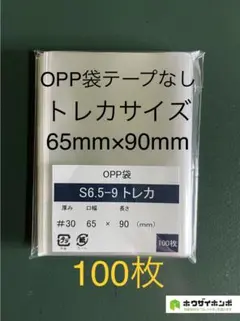 OPP袋テープなし
トレカサイズ
65mm×90mm
OPP袋
S6.5-9 トレカ
厚み 口幅 長さ
#30 65 × 90 (mm)
100枚
100枚
ホウザイホンポ